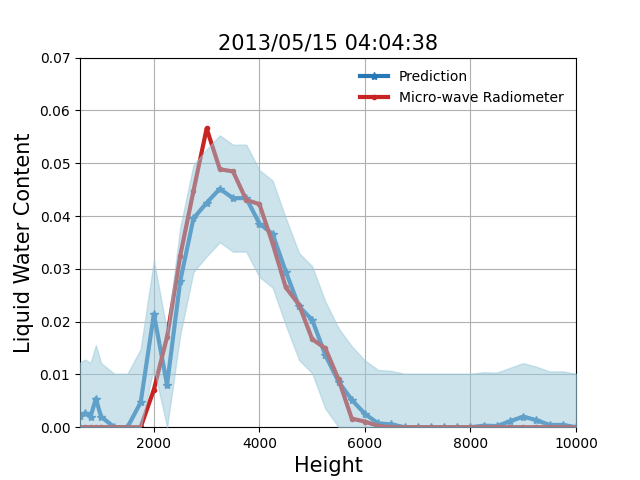 2013/05/15 04:04:38
Prediction
Micro-wave Radiometer
Liquid Water Content
0.07
0.06
0.05
0.04
0.03
0.02
0.01
0.00
2000 4000 6000 8000 10000
Height